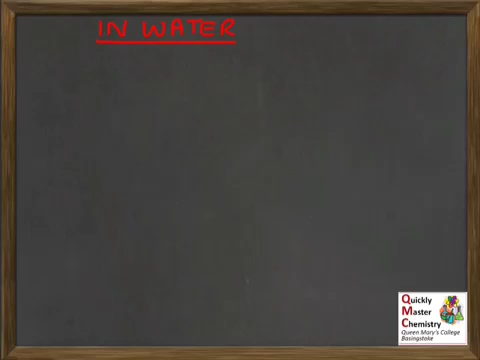 IN WATER
Quickly
Master
Chemistry
Queen Mary's College
Basingstoke